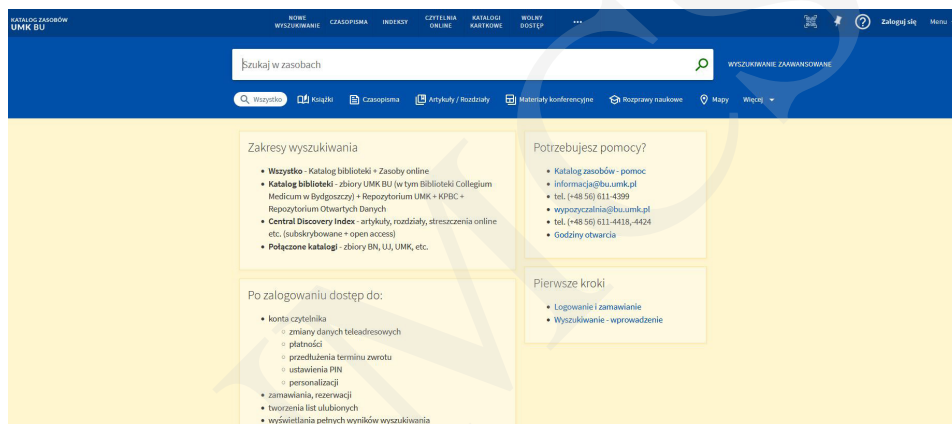 KATALOG ZASOBÓW
UMK BU
NOWE
WYSZUKIWANIE
CZASOPISMA
INDEKSY
CZYTELNIA
ONLINE
KATALOGI
KARTKOWE
WOLNY
DOSTĘP
...
Zaloguj się
Menu
Szukaj w zasobach
WYSZUKIWANIE ZAAWANSOWANE
Wszystko
Książki
Czasopisma
Artykuły / Rozdziały
Materiały konferencyjne
Rozprawy naukowe
Mapy
Więcej
Zakresy wyszukiwania
• Wszystko - Katalog biblioteki + Zasoby online
• Katalog biblioteki - zbiory UMK BU (w tym Biblioteki Collegium
Medicum w Bydgoszczy) + Repozytorium UMK + KPBC +
Repozytorium Otwartych Danych
• Central Discovery Index - artykuły, rozdziały, streszczenia online
etc. (subskrybowane + open access)
• Połączone katalogi - zbiory BN, UJ, UMK, etc.
Po zalogowaniu dostęp do:
• konta czytelnika
○ zmiany danych teleadresowych
○ płatności
○ przedłużenia terminu zwrotu
○ ustawienia PIN
○ personalizacji
• zamawiania, rezerwacji
• tworzenia list ulubionych
• wyświetlania pełnych wyników wyszukiwania
Potrzebujesz pomocy?
• Katalog zasobów - pomoc
• informacja@bu.umk.pl
• tel. (+48 56) 611-4399
• wypozyczalnia@bu.umk.pl
• tel. (+48 56) 611-4418,-4424
• Godziny otwarcia
Pierwsze kroki
• Logowanie i zamawianie
• Wyszukiwanie - wprowadzenie